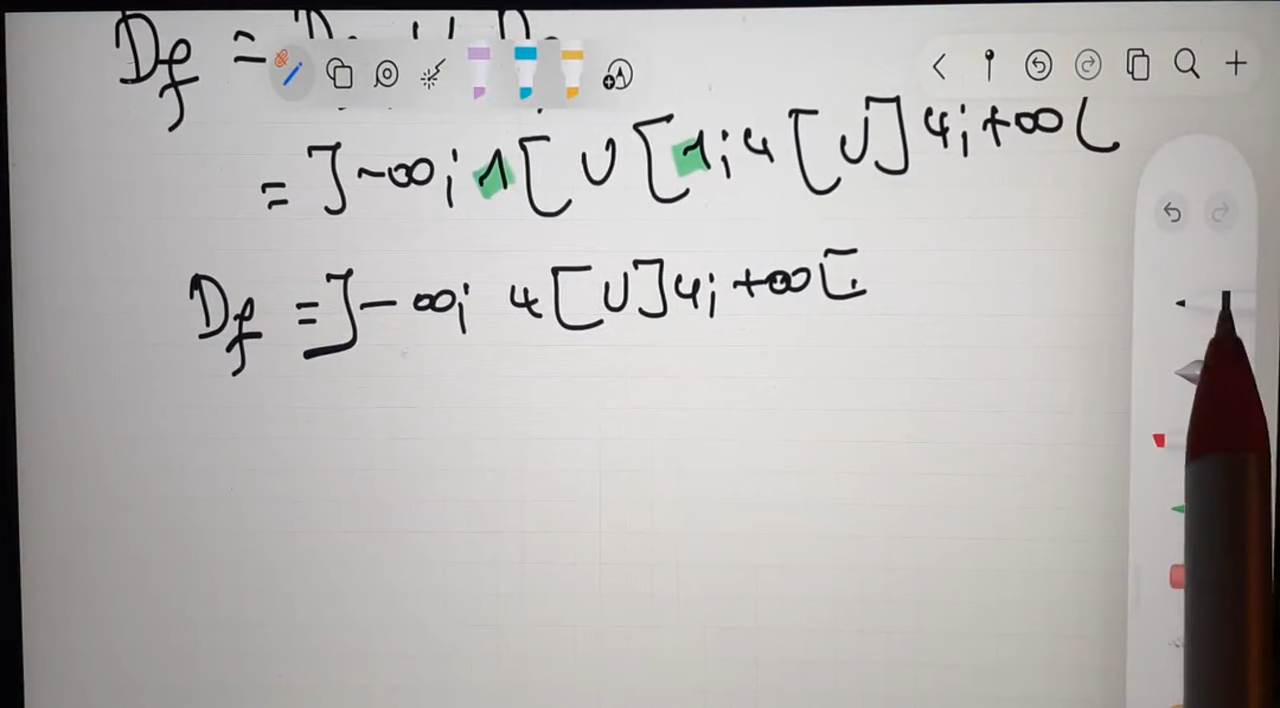 Df =
= ]-∞; 1[ ∪ [1; 4[ ∪ ]4; +∞[
Df = ]-∞; 4[ ∪ ]4; +∞[.